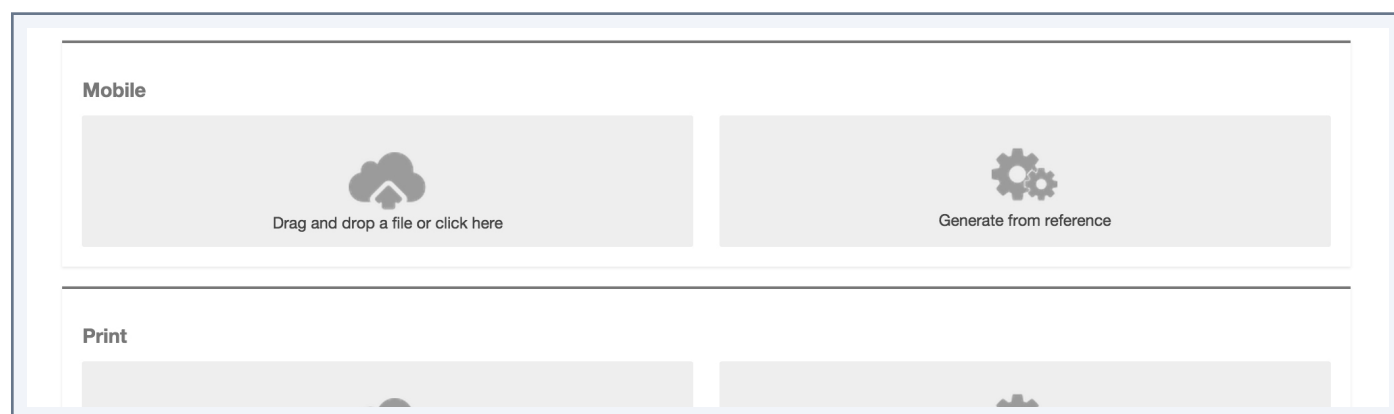 Mobile
Drag and drop a file or click here
Generate from reference
Print